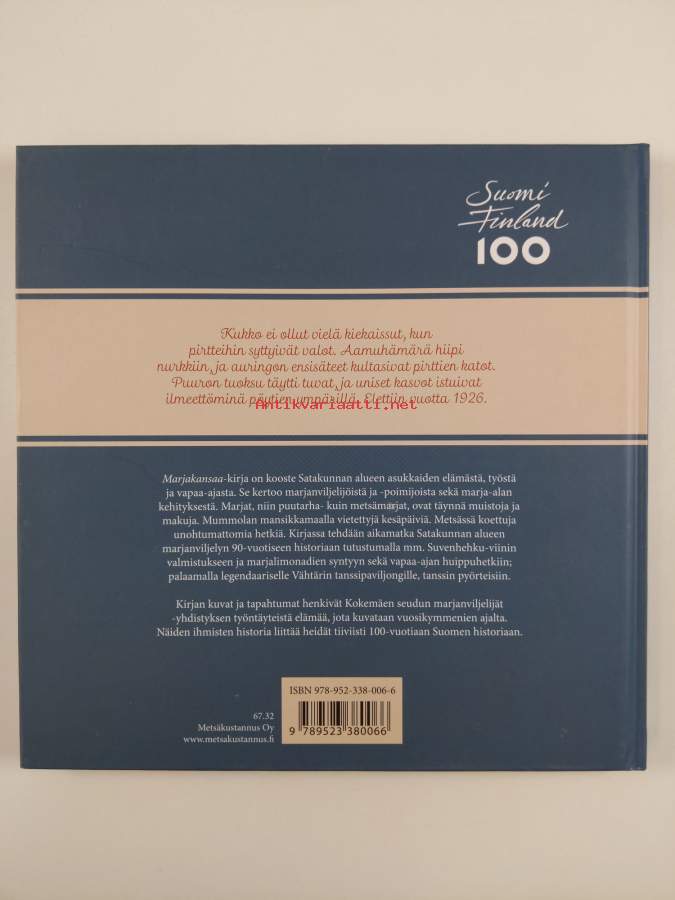 Suomi
Finland
100
Kukko ei ollut vielä kiekaissut, kun
pirtteihin syttyivät valot. Aamuhämärä hiipi
nurkkiin, ja auringon ensisäteet kultasivat pirttien katot.
Puuron tuoksu täytti tuvat ja uniset kasvot istuivat
ilmeettöminä pöytien ympärillä. Elettiin vuotta 1926.
Antikvariaatti.net
Marjakansaa-kirja on kooste Satakunnan alueen asukkaiden elämästä, työstä
ja vapaa-ajasta. Se kertoo marjanviljelijöistä ja -poimijoista sekä marja-alan
kehityksestä. Marjat, niin puutarha- kuin metsämarjat, ovat täynnä muistoja ja
makuja. Mummolan mansikkamaalla vietettyjä kesäpäiviä. Metsässä koettuja
unohtumattomia hetkiä. Kirjassa tehdään aikamatka Satakunnan alueen
marjanviljelyn 90-vuotiseen historiaan tutustumalla mm. Suvenhehku-viinin
valmistukseen ja marjalimonadien syntyyn sekä vapaa-ajan huippuhetkiin;
palaamalla legendaariselle Vähtärin tanssipaviljongille, tanssin pyörteisiin.
Kirjan kuvat ja tapahtumat henkivät Kokemäen seudun marjanviljelijät
-yhdistyksen työntäyteistä elämää, jota kuvataan vuosikymmenien ajalta.
Näiden ihmisten historia liittää heidät tiiviisti 100-vuotiaan Suomen historiaan.
ISBN 978-952-338-006-6
67.32
Metsäkustannus Oy
www.metsakustannus.fi
9 789523 380066